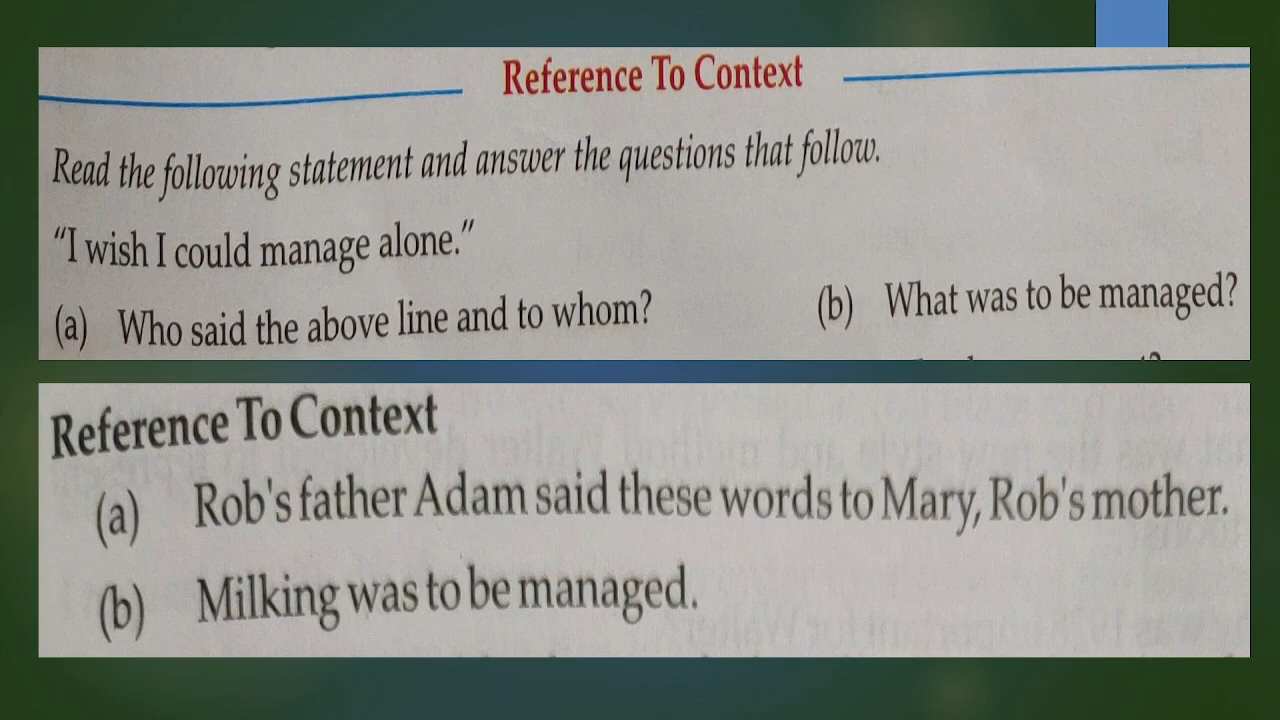 Reference To Context
Read the following statement and answer the questions that follow.
“I wish I could manage alone.”
(a) Who said the above line and to whom? (b) What was to be managed?
Reference To Context
(a) Rob's father Adam said these words to Mary, Rob's mother.
(b) Milking was to be managed.